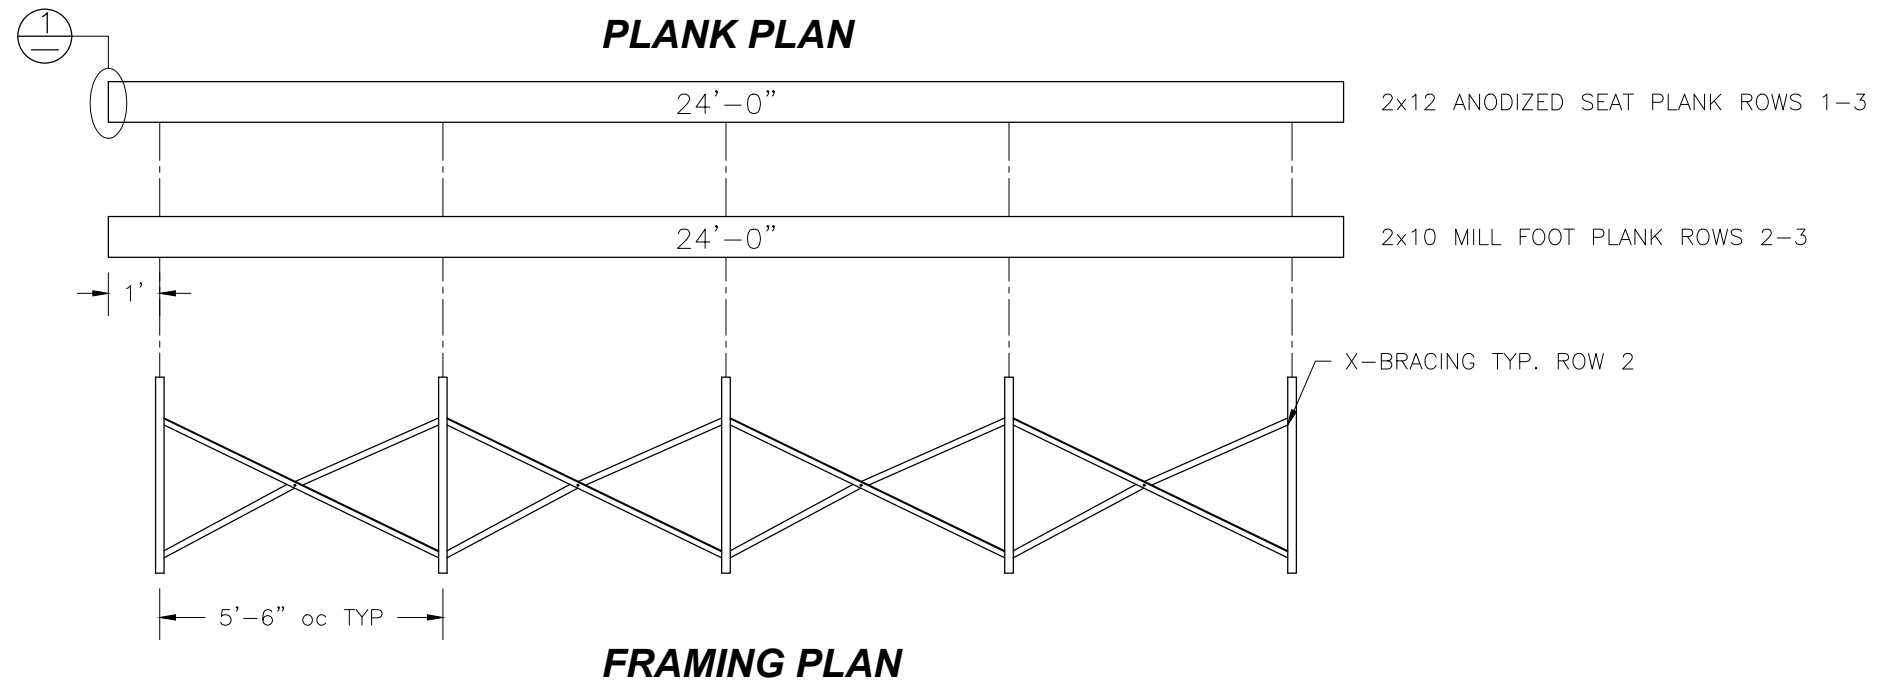 1
PLANK PLAN
24'-0"
2x12 ANODIZED SEAT PLANK ROWS 1-3
24'-0"
2x10 MILL FOOT PLANK ROWS 2-3
1'
X-BRACING TYP. ROW 2
5'-6" oc TYP
FRAMING PLAN